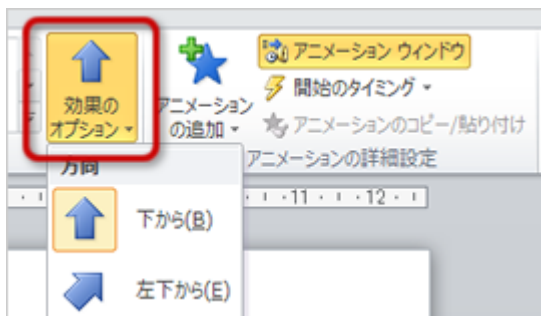 効果の
オプション
アニメーション
の追加
アニメーション ウィンドウ
開始のタイミング
アニメーションのコピー/貼り付け
アニメーションの詳細設定
方向
11 12
下から(B)
左下から(E)